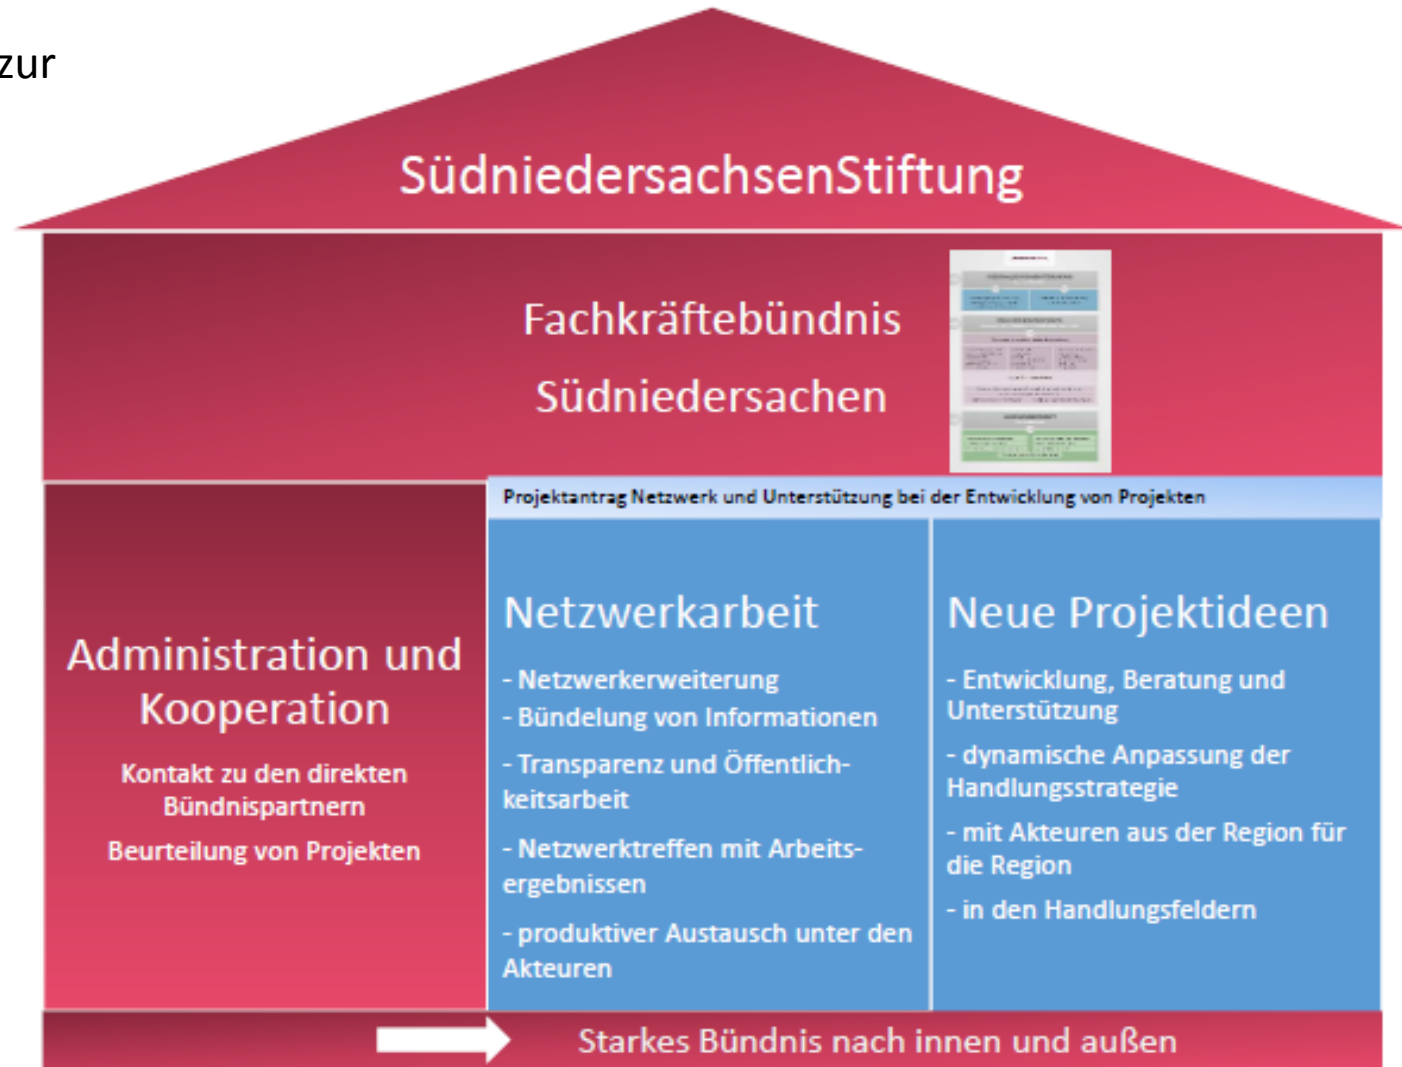 zur
SüdniedersachsenStiftung
Fachkräftebündnis
Südniedersachen
Projektantrag Netzwerk und Unterstützung bei der Entwicklung von Projekten
Administration und
Kooperation
Kontakt zu den direkten
Bündnispartnern
Beurteilung von Projekten
Netzwerkarbeit
- Netzwerkerweiterung
- Bündelung von Informationen
- Transparenz und Öffentlich-
keitsarbeit
- Netzwerktreffen mit Arbeits-
ergebnissen
- produktiver Austausch unter den
Akteuren
Neue Projektideen
- Entwicklung, Beratung und
Unterstützung
- dynamische Anpassung der
Handlungsstrategie
- mit Akteuren aus der Region für
die Region
- in den Handlungsfeldern
Starkes Bündnis nach innen und außen